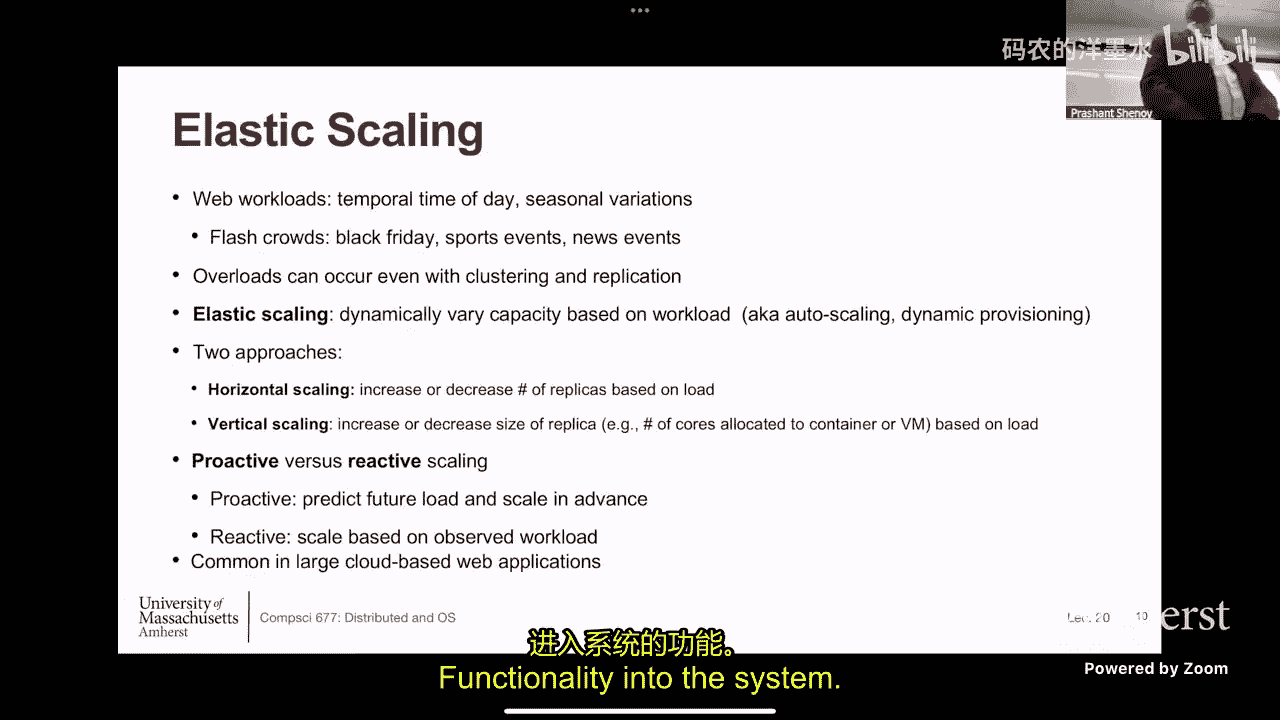 码农的洋墨水 bilibili
Prashant Shenoy
Elastic Scaling
• Web workloads: temporal time of day, seasonal variations
• Flash crowds: black friday, sports events, news events
• Overloads can occur even with clustering and replication
• Elastic scaling: dynamically vary capacity based on workload (aka auto-scaling, dynamic provisioning)
• Two approaches:
• Horizontal scaling: increase or decrease # of replicas based on load
• Vertical scaling: increase or decrease size of replica (e.g., # of cores allocated to container or VM) based on load
• Proactive versus reactive scaling
• Proactive: predict future load and scale in advance
• Reactive: scale based on observed workload
• Common in large cloud-based web applications
University of
Massachusetts
Amherst
Compsci 677: Distributed and OS
Lec. 20
10
erst
进入系统的功能。
Functionality into the system.
Powered by Zoom